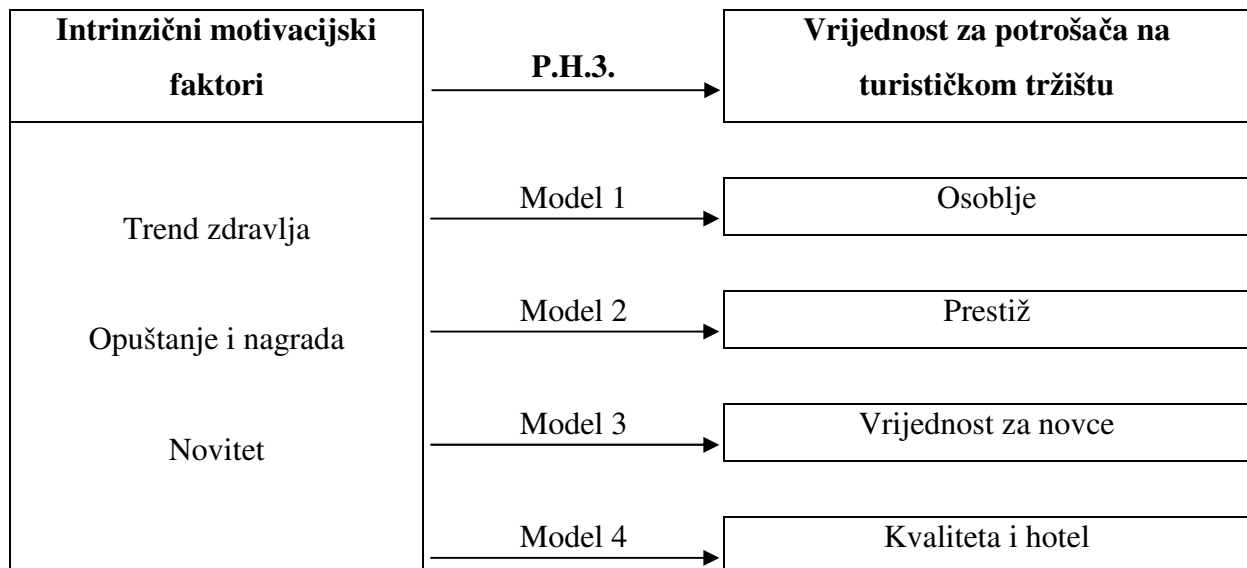 Intrinzični motivacijski
faktori
P.H.3.
Vrijednost za potrošača na
turističkom tržištu
Trend zdravlja
Opuštanje i nagrada
Novitet
Model 1
Osoblje
Model 2
Prestiž
Model 3
Vrijednost za novce
Model 4
Kvaliteta i hotel